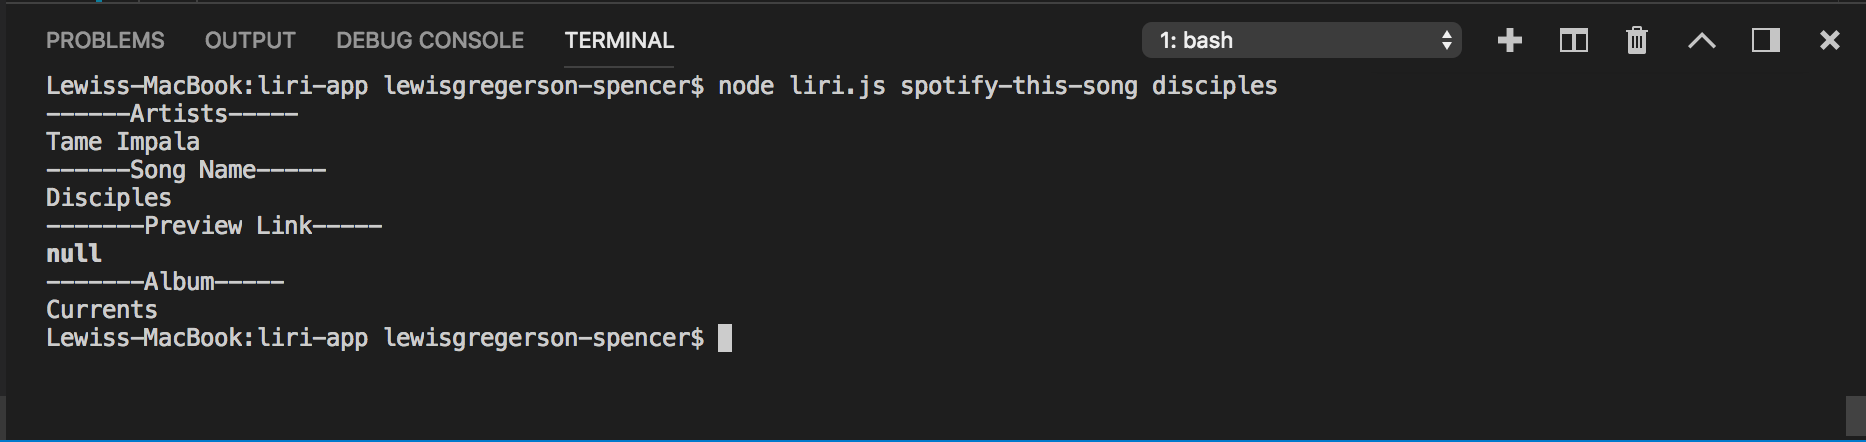 PROBLEMS OUTPUT DEBUG CONSOLE TERMINAL 1: bash
Lewiss-MacBook:liri-app lewisgregerson-spencer$ node liri.js spotify-this-song disciples
------Artists-----
Tame Impala
------Song Name-----
Disciples
-------Preview Link-----
null
-------Album-----
Currents
Lewiss-MacBook:liri-app lewisgregerson-spencer$